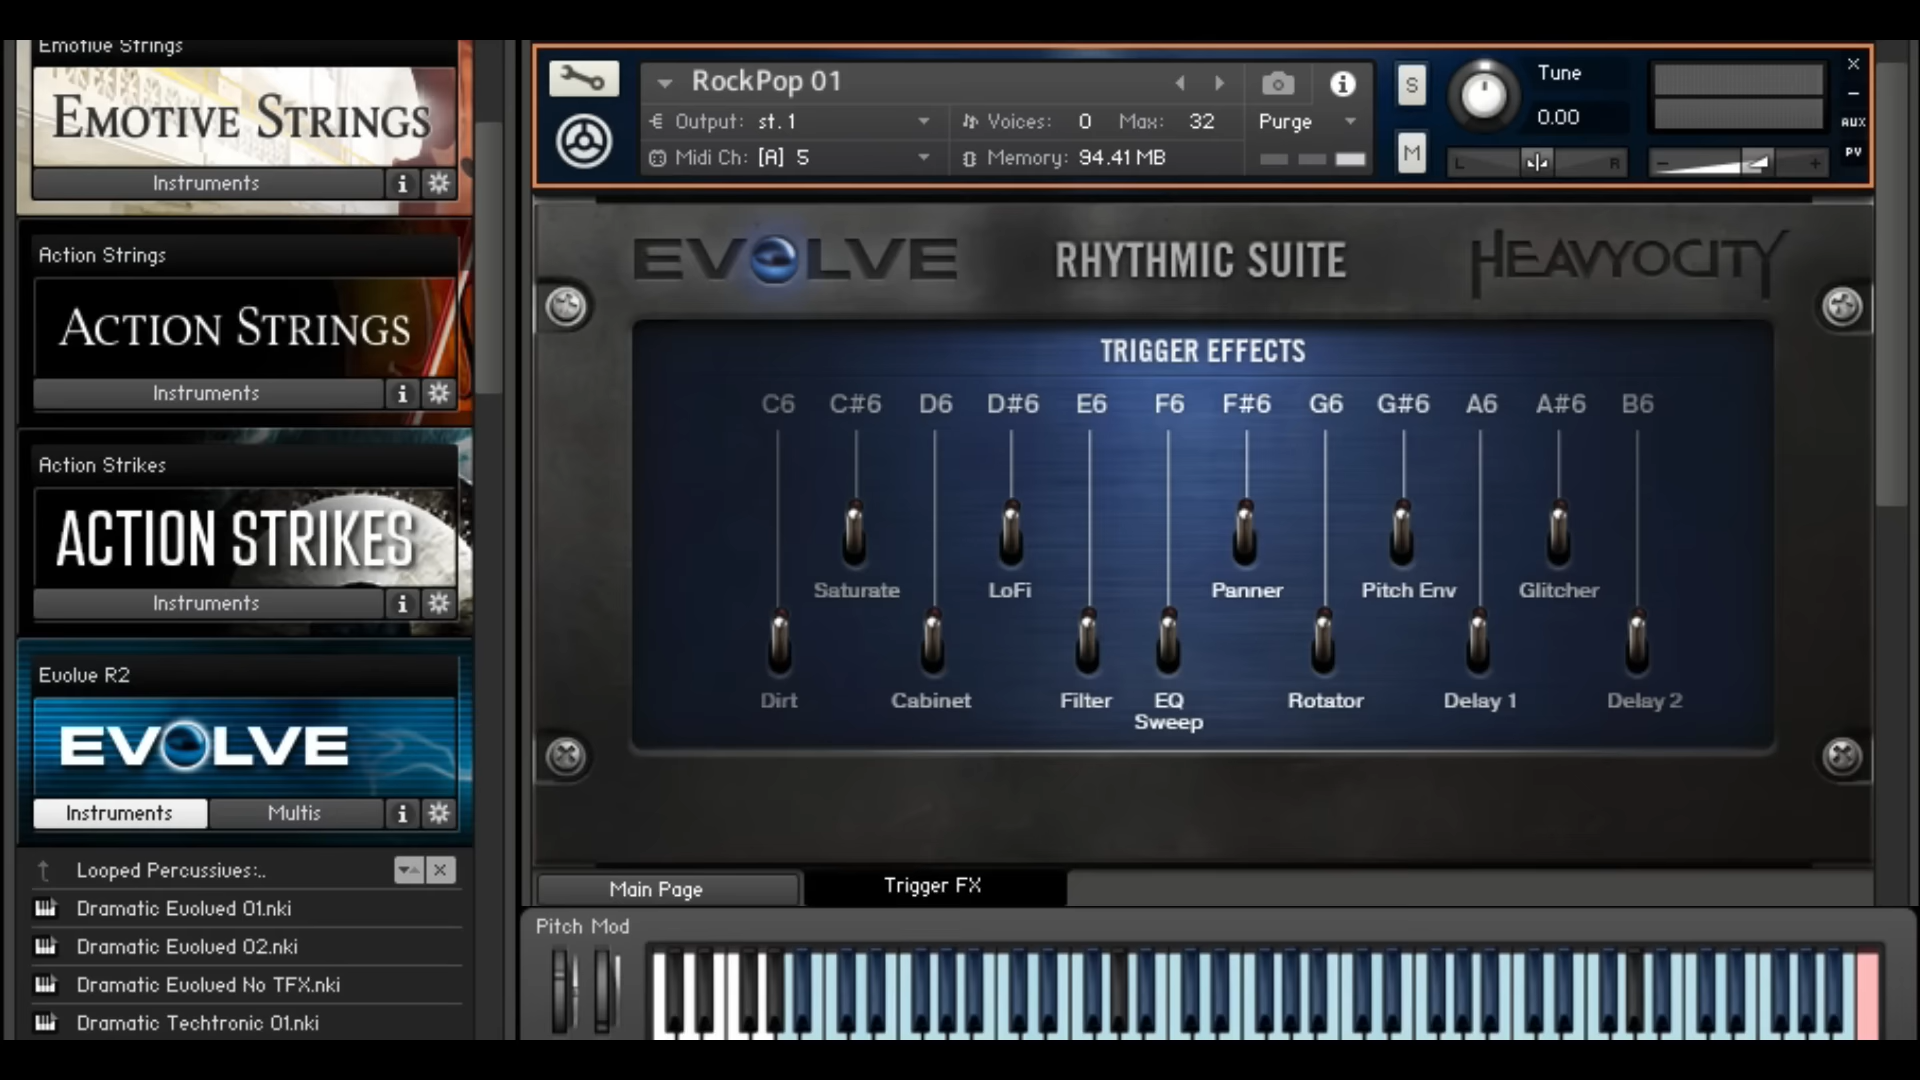 Emotive Strings
EMOTIVE STRINGS
Instruments
Action Strings
ACTION STRINGS
Instruments
Action Strikes
ACTION STRIKES
Instruments
Evolve R2
EVOLVE
Instruments Multis
Looped Percussives:..
Dramatic Evolved 01.nki
Dramatic Evolved 02.nki
Dramatic Evolved No TFX.nki
Dramatic Techtronic 01.nki
RockPop 01
Output: st.1
Voices: 0 Max: 32
Purge
Midi Ch: [A] 5
Memory: 94.41 MB
S
M
Tune
0.00
L R
- +
X
AUX
PV
EVOLVE RHYTHMIC SUITE HEAVYOCITY
TRIGGER EFFECTS
C6 C#6 D6 D#6 E6 F6 F#6 G6 G#6 A6 A#6 B6
Saturate LoFi Panner Pitch Env Glitcher
Dirt Cabinet Filter EQ Sweep Rotator Delay 1 Delay 2
Main Page Trigger FX
Pitch Mod